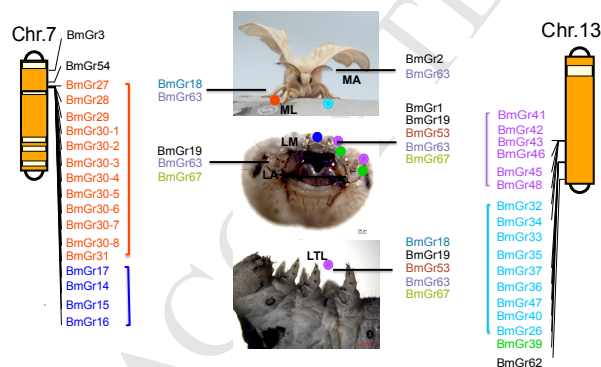 Chr.7
BmGr3
BmGr54
BmGr27
BmGr28
BmGr29
BmGr30-1
BmGr30-2
BmGr30-3
BmGr30-4
BmGr30-5
BmGr30-6
BmGr30-7
BmGr30-8
BmGr31
BmGr17
BmGr14
BmGr15
BmGr16
BmGr18
BmGr63
MA
ML
BmGr2
BmGr63
BmGr19
BmGr63
BmGr67
LM
LA
BmGr1
BmGr19
BmGr53
BmGr63
BmGr67
LTL
BmGr18
BmGr19
BmGr53
BmGr63
BmGr67
Chr.13
BmGr41
BmGr42
BmGr43
BmGr46
BmGr45
BmGr48
BmGr32
BmGr34
BmGr33
BmGr35
BmGr37
BmGr36
BmGr47
BmGr40
BmGr26
BmGr39
BmGr62